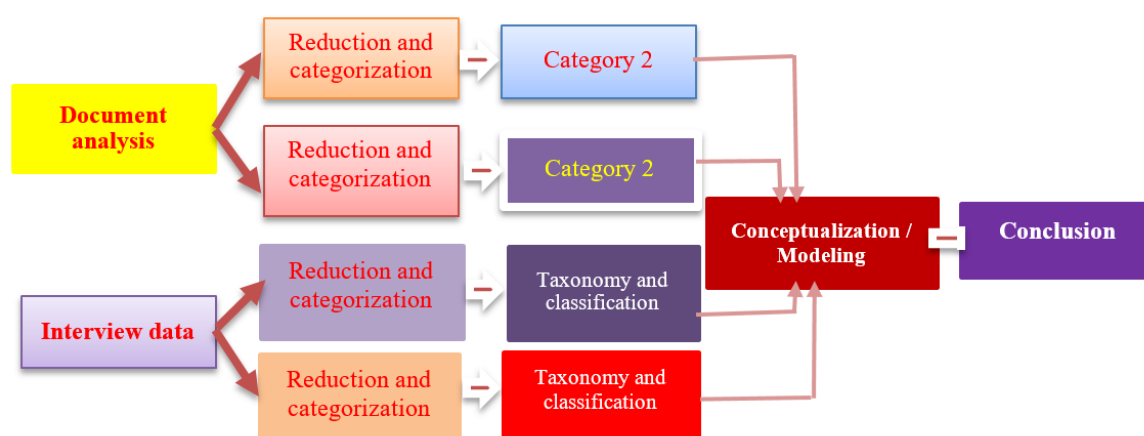 Document
analysis
Reduction and
categorization
Category 2
Reduction and
categorization
Category 2
Interview data
Reduction and
categorization
Taxonomy and
classification
Reduction and
categorization
Taxonomy and
classification
Conceptualization /
Modeling
Conclusion